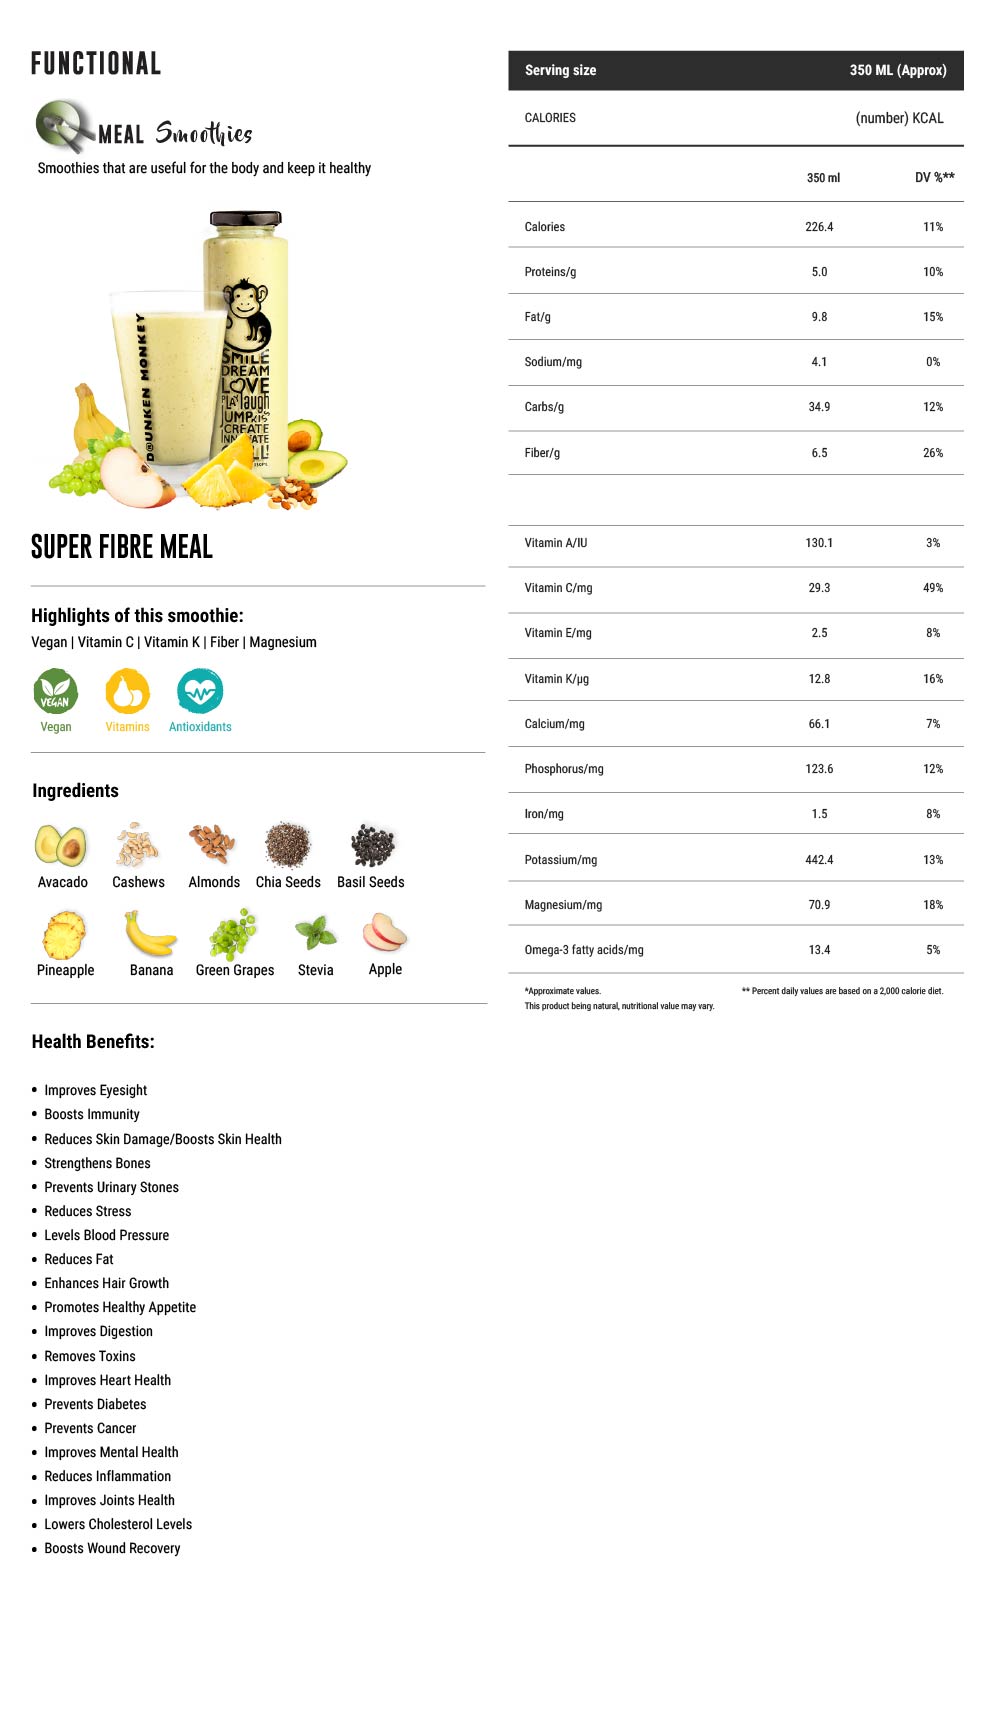 FUNCTIONAL
MEAL Smoothies
Smoothies that are useful for the body and keep it healthy
DRUNKEN MONKEY
SMILE
DREAM
LOVE
PLAY laugh
JUMP KISS
CREATE
SUPER FIBRE MEAL
Highlights of this smoothie:
Vegan | Vitamin C | Vitamin K | Fiber | Magnesium
VEGAN
Vegan Vitamins Antioxidants
Ingredients
Avacado Cashews Almonds Chia Seeds Basil Seeds
Pineapple Banana Green Grapes Stevia Apple
Health Benefits:
• Improves Eyesight
• Boosts Immunity
• Reduces Skin Damage/Boosts Skin Health
• Strengthens Bones
• Prevents Urinary Stones
• Reduces Stress
• Levels Blood Pressure
• Reduces Fat
• Enhances Hair Growth
• Promotes Healthy Appetite
• Improves Digestion
• Removes Toxins
• Improves Heart Health
• Prevents Diabetes
• Prevents Cancer
• Improves Mental Health
• Reduces Inflammation
• Improves Joints Health
• Lowers Cholesterol Levels
• Boosts Wound Recovery
Serving size 350 ML (Approx)
CALORIES (number) KCAL
350 ml DV %**
Calories 226.4 11%
Proteins/g 5.0 10%
Fat/g 9.8 15%
Sodium/mg 4.1 0%
Carbs/g 34.9 12%
Fiber/g 6.5 26%
Vitamin A/IU 130.1 3%
Vitamin C/mg 29.3 49%
Vitamin E/mg 2.5 8%
Vitamin K/μg 12.8 16%
Calcium/mg 66.1 7%
Phosphorus/mg 123.6 12%
Iron/mg 1.5 8%
Potassium/mg 442.4 13%
Magnesium/mg 70.9 18%
Omega-3 fatty acids/mg 13.4 5%
*Approximate values. ** Percent daily values are based on a 2,000 calorie diet.
This product being natural, nutritional value may vary.